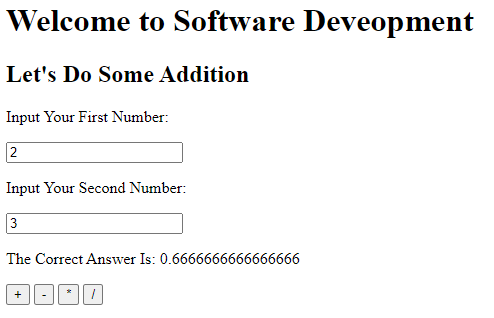 Welcome to Software Deveopment
Let's Do Some Addition
Input Your First Number:
2
Input Your Second Number:
3
The Correct Answer Is: 0.6666666666666666
+ - * /